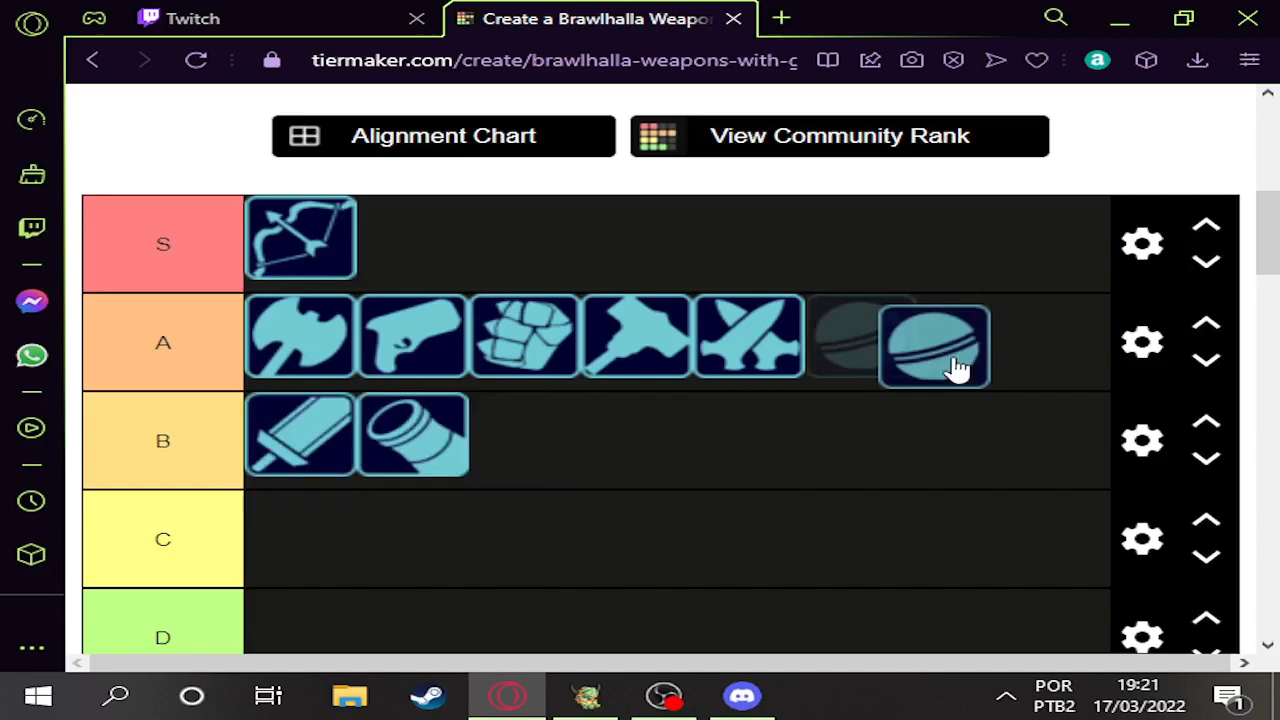 Twitch
Create a Brawlhalla Weapo
tiermaker.com/create/brawlhalla-weapons-with-g
Alignment Chart
View Community Rank
S
A
B
C
D
POR
PTB2
19:21
17/03/2022
1